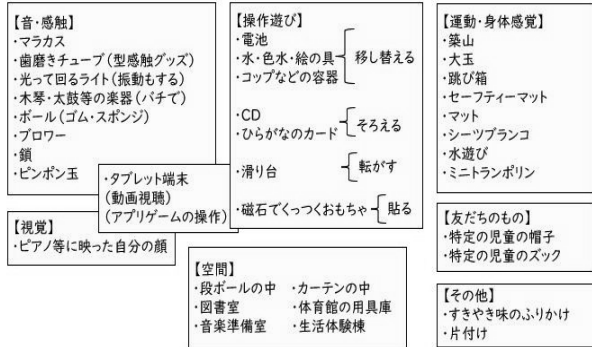 【音・感触】
・マラカス
・歯磨きチューブ(型感触グッズ)
・光って回るライト(振動もする)
・木琴・太鼓等の楽器(バチで)
・ボール(ゴム・スポンジ)
・ブロワー
・鎖
・ピンポン玉
・タブレット端末
(動画視聴)
(アプリゲームの操作)
【視覚】
・ピアノ等に映った自分の顔
【操作遊び】
・電池
・水・色水・絵の具
・コップなどの容器
移し替える
・CD
・ひらがなのカード
そろえる
・滑り台
転がす
・磁石でくっつくおもちゃ
貼る
【空間】
・段ボールの中 ・カーテンの中
・図書室 ・体育館の用具庫
・音楽準備室 ・生活体験棟
【運動・身体感覚】
・築山
・大玉
・跳び箱
・セーフティーマット
・マット
・シーツブランコ
・水遊び
・ミニトランポリン
【友だちのもの】
・特定の児童の帽子
・特定の児童のズック
【その他】
・すきやき味のふりかけ
・片付け